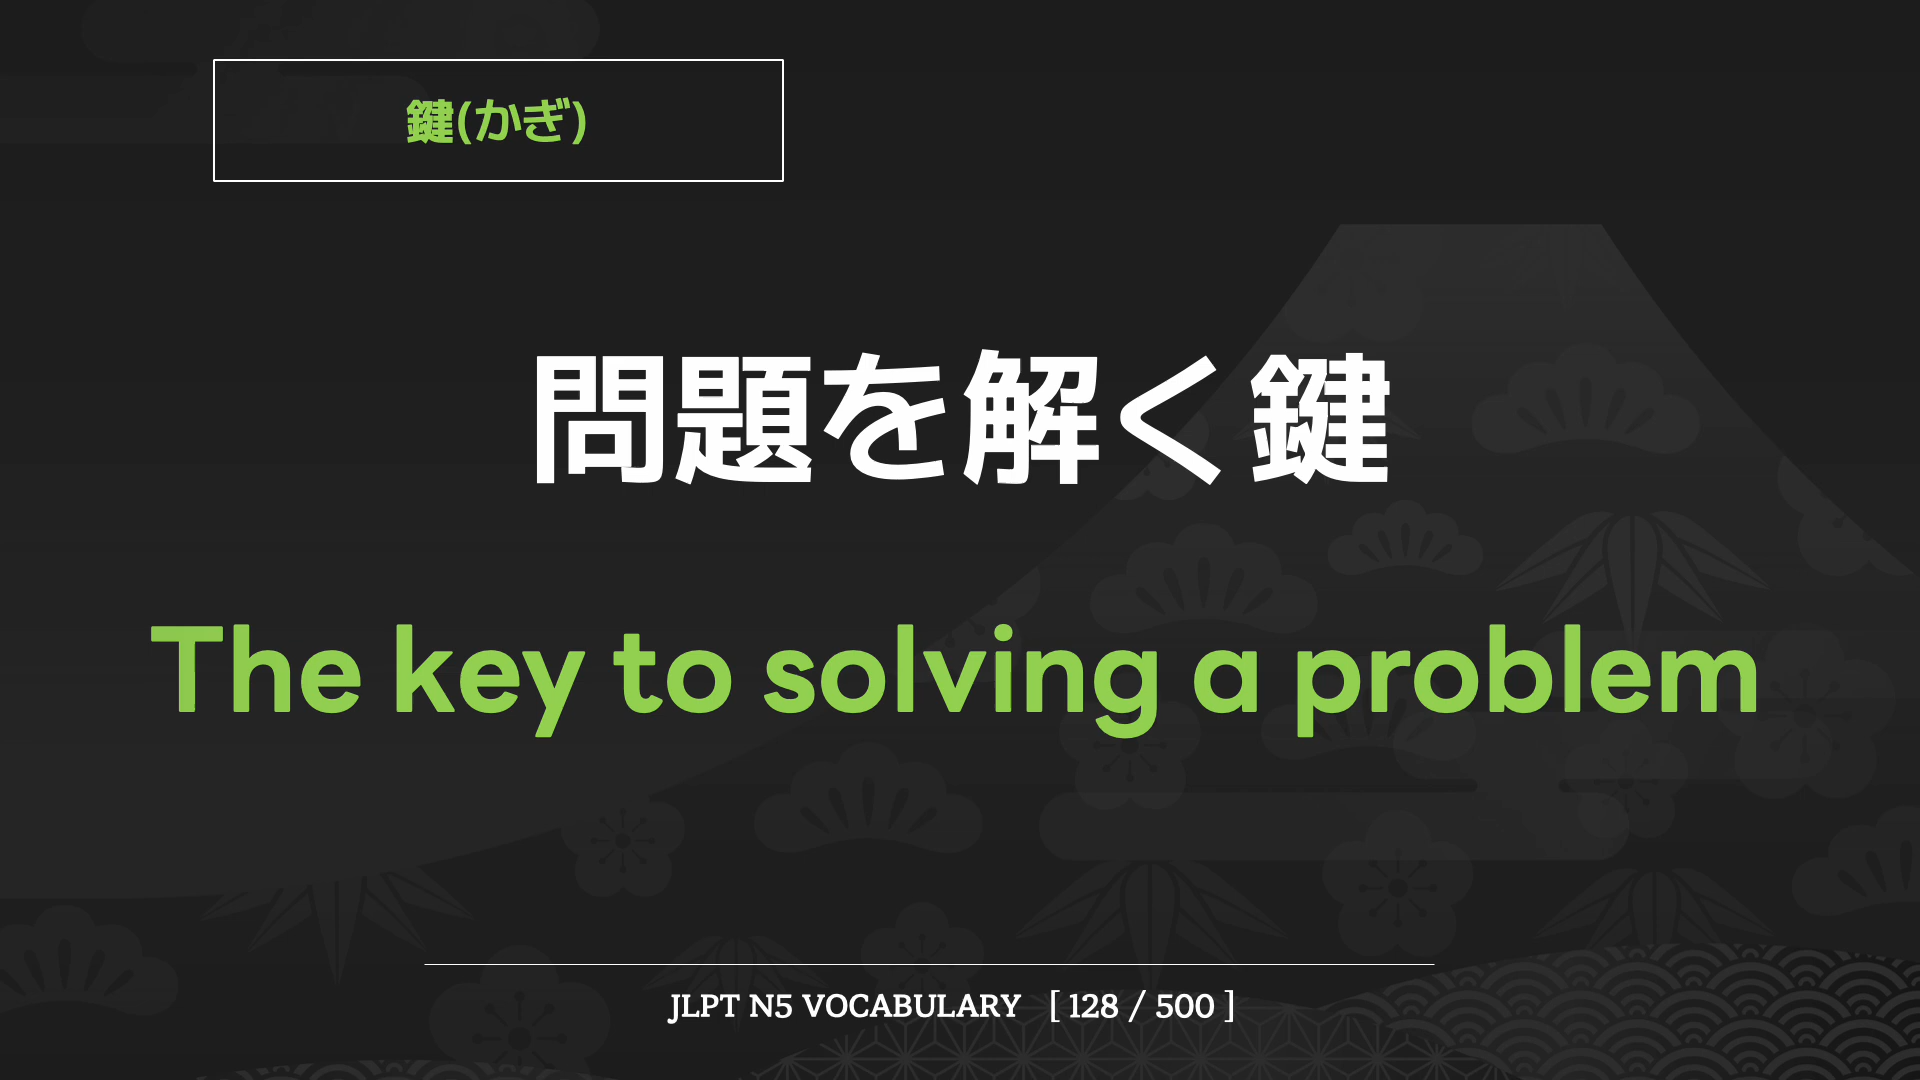 鍵(かぎ)
問題を解く鍵
The key to solving a problem
JLPT N5 VOCABULARY [ 128 / 500 ]